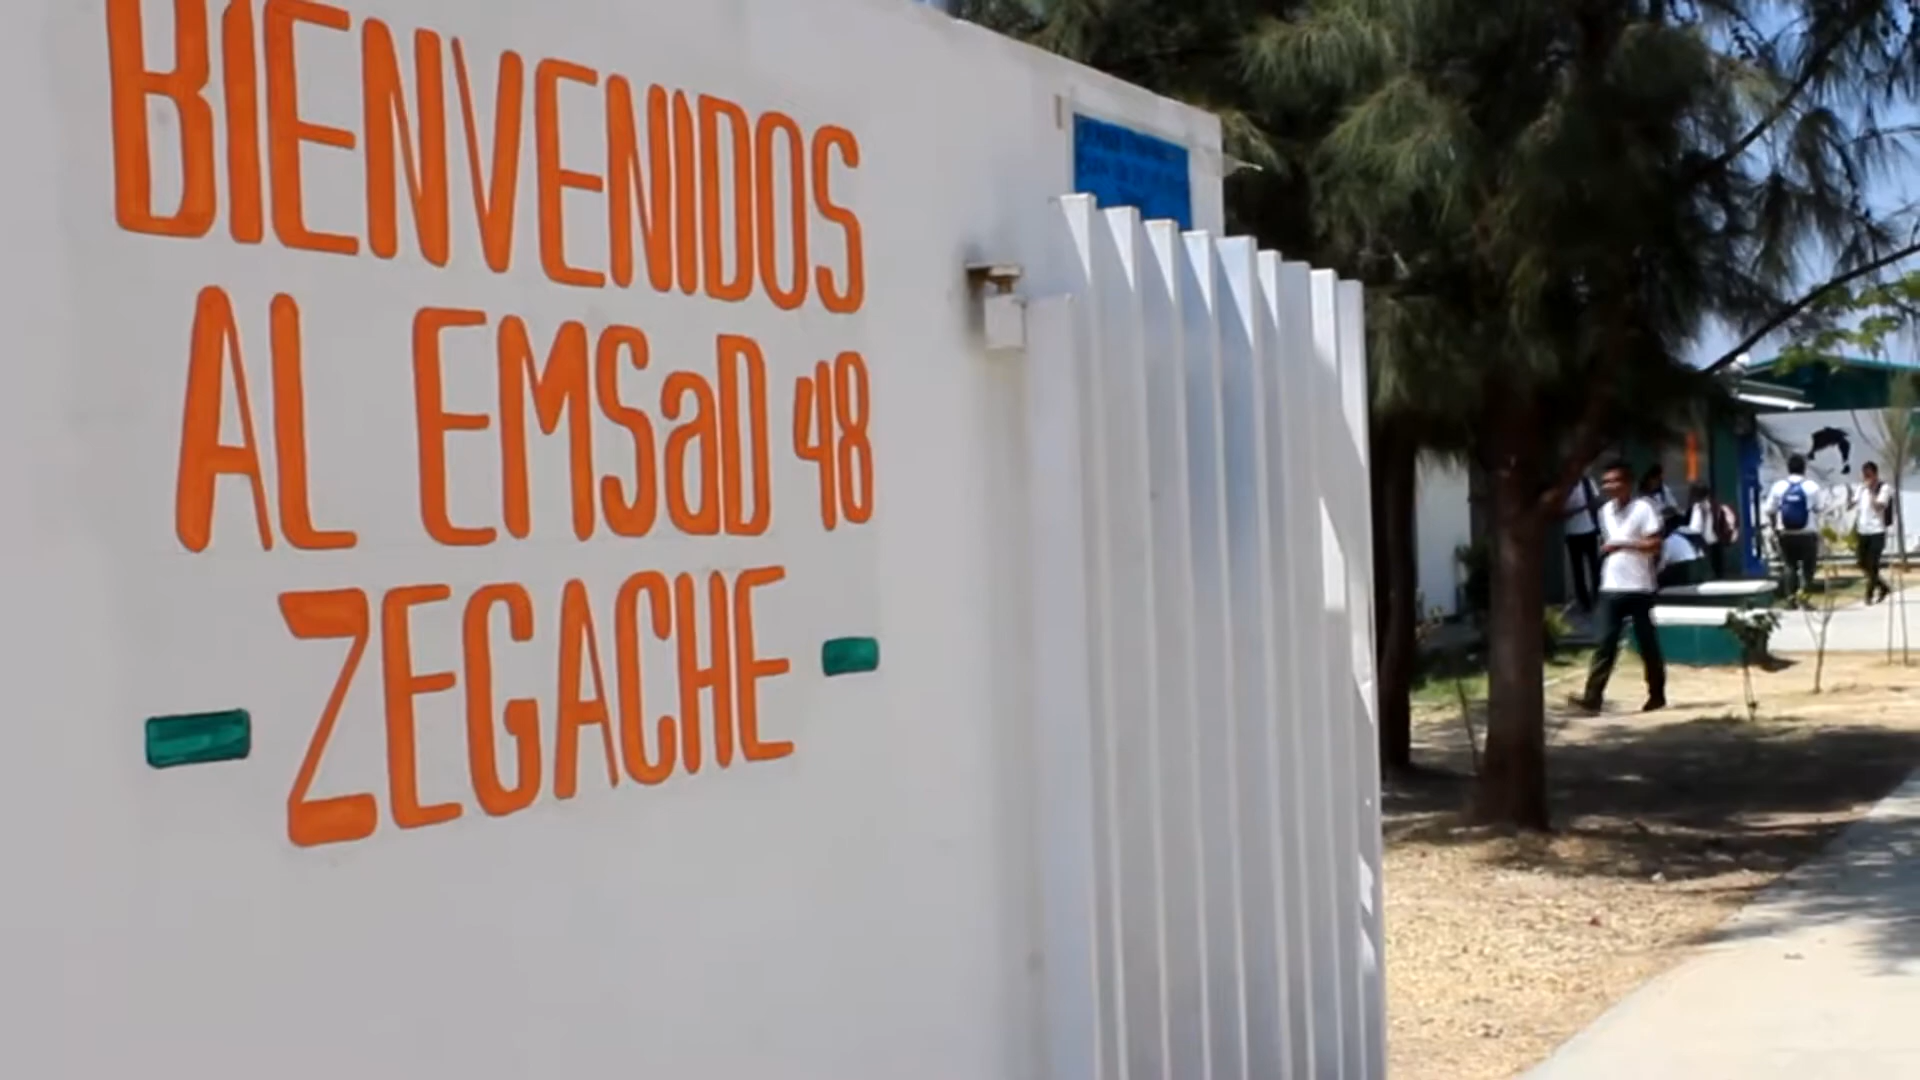 BIENVENIDOS
AL EMSaD 48
- ZEGACHE -